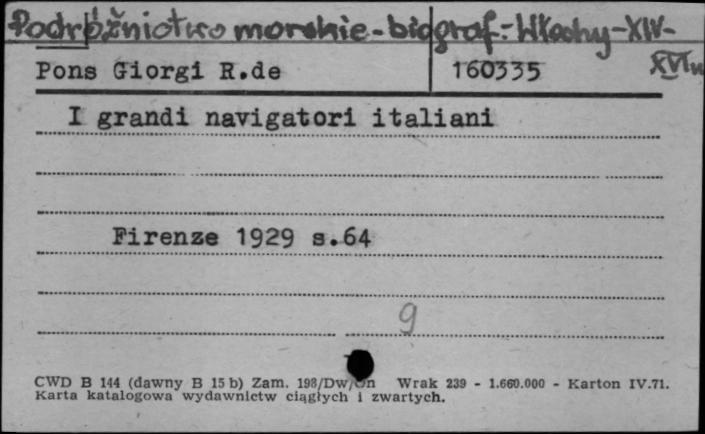 Podróżnictwo morskie - biograf. - Włochy - XIV -
XVI w
Pons Giorgi R.de 160335
I grandi navigatori italiani
Firenze 1929 s.64
9
CWD B 144 (dawny B 15 b) Zam. 198/Dw/On Wrak 239 - 1.660.000 - Karton IV.71.
Karta katalogowa wydawnictw ciągłych i zwartych.